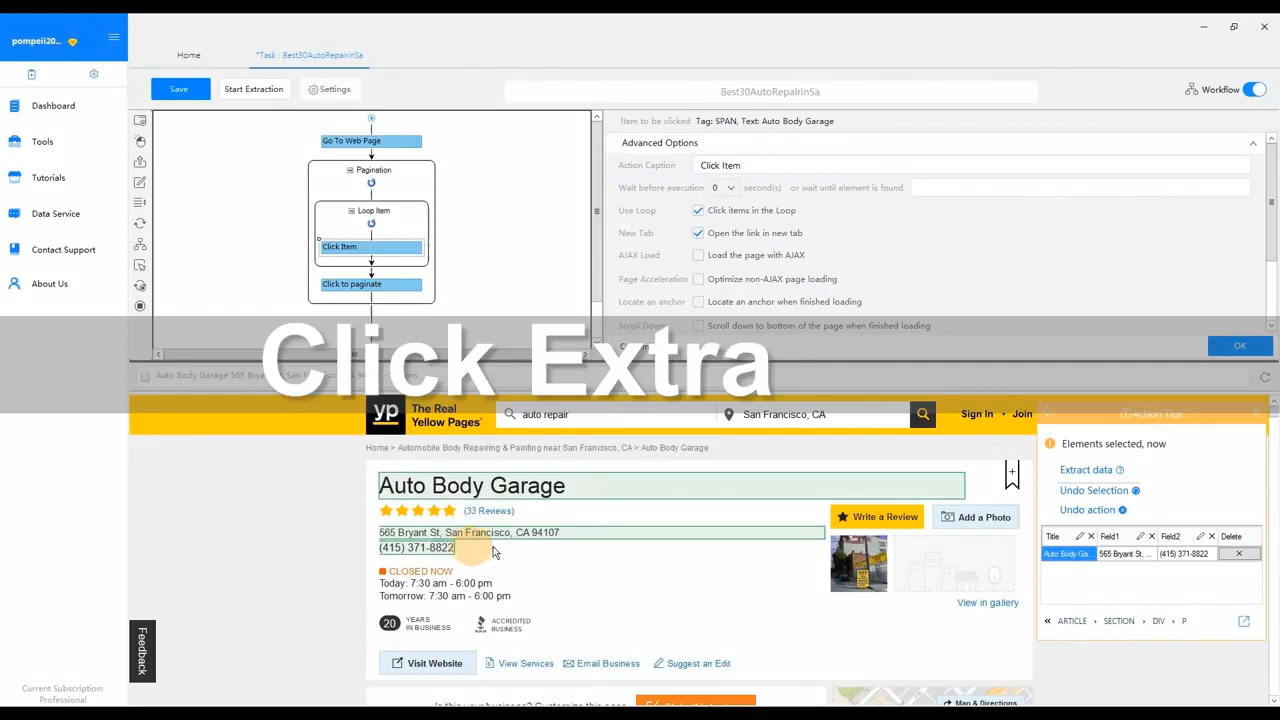 pompeii20...
Home
*Task : Best30AutoRepairinSa
Save
Start Extraction
Settings
Best30AutoRepairinSa
Workflow
Dashboard
Tools
Tutorials
Data Service
Contact Support
About Us
Go To Web Page
Pagination
Loop Item
Click Item
Click to paginate
Item to be clicked Tag: SPAN, Text: Auto Body Garage
Advanced Options
Action Caption Click Item
Wait before execution 0 second(s) or wait until element is found
Use Loop Click items in the Loop
New Tab Open the link in new tab
AJAX Load Load the page with AJAX
Page Acceleration Optimize non-AJAX page loading
Locate an anchor Locate an anchor when finished loading
Scroll Down Scroll down to bottom of the page when finished loading
OK
Click Extra
Auto Body Garage 565 Bry
yp The Real Yellow Pages
auto repair
San Francisco, CA
Sign In
Join
Action Tips
Home > Automobile Body Repairing & Painting near San Francisco, CA > Auto Body Garage
Auto Body Garage
(33 Reviews)
565 Bryant St, San Francisco, CA 94107
(415) 371-8822
CLOSED NOW
Today: 7:30 am - 6:00 pm
Tomorrow: 7:30 am - 6:00 pm
20 YEARS IN BUSINESS
ACCREDITED BUSINESS
Write a Review
Add a Photo
View in gallery
Visit Website
View Services
Email Business
Suggest an Edit
Map & Directions
Elements selected, now
Extract data
Undo Selection
Undo action
Title Field1 Field2 Delete
Auto Body Ga 565 Bryant St, ... (415) 371-8822
« ARTICLE › SECTION › DIV › P
Feedback
Current Subscription:
Professional